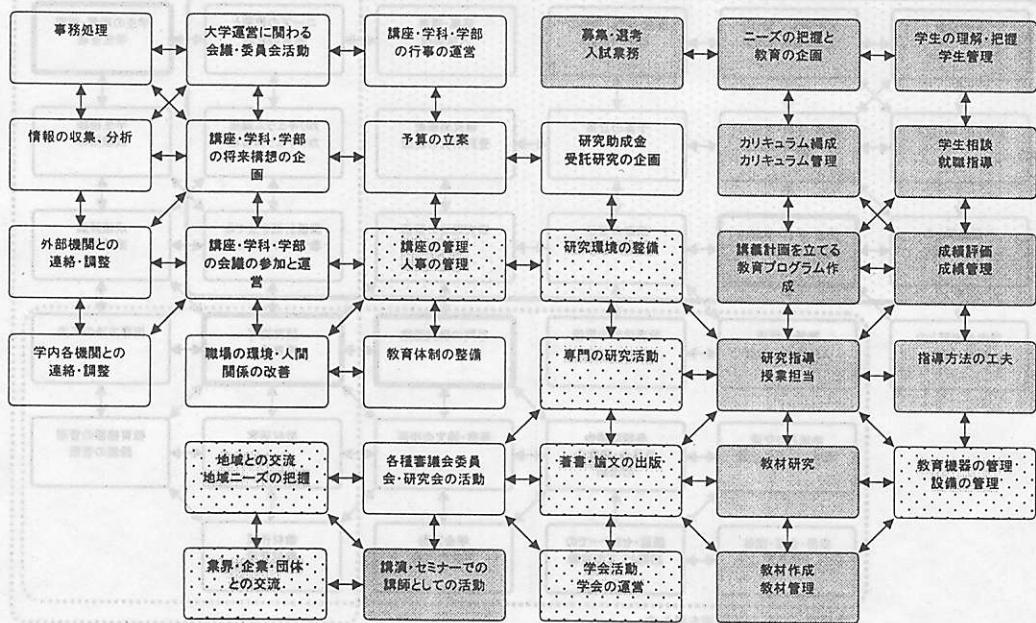 事務処理
大学運営に関わる
会議・委員会活動
講座・学科・学部
の行事の運営
募集・選考
入試業務
ニーズの把握と
教育の企画
学生の理解・把握
学生管理
情報の収集、分析
講座・学科・学部
の将来構想の企
画
予算の立案
研究助成金
受託研究の企画
カリキュラム編成
カリキュラム管理
学生相談
就職指導
外部機関との
連絡・調整
講座・学科・学部
の会議の参加と運
営
講座の管理
人事の管理
研究環境の整備
講義計画を立てる
教育プログラム作
成
成績評価
成績管理
学内各機関との
連絡・調整
職場の環境・人間
関係の改善
教育体制の整備
専門の研究活動
研究指導
授業担当
指導方法の工夫
地域との交流
地域ニーズの把握
各種審議会委員
会・研究会の活動
著書・論文の出版
教材研究
教育機器の管理
設備の管理
業界・企業・団体
との交流
講演・セミナーでの
講師としての活動
学会活動
学会の運営
教材作成
教材管理